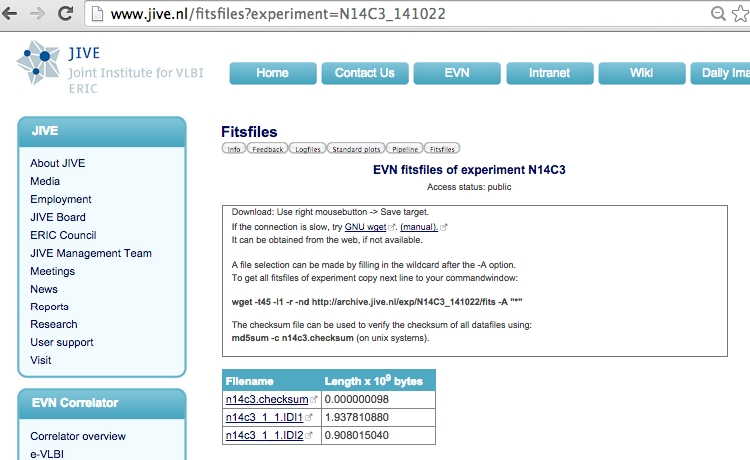 www.jive.nl/fitsfiles?experiment=N14C3_141022
JIVE
Joint Institute for VLBI
ERIC
Home
Contact Us
EVN
Intranet
Wiki
Daily Ima
JIVE
About JIVE
Media
Employment
JIVE Board
ERIC Council
JIVE Management Team
Meetings
News
Reports
Research
User support
Visit
EVN Correlator
Correlator overview
e-VLBI
Fitsfiles
Info Feedback Logfiles Standard plots Pipeline Fitsfiles
EVN fitsfiles of experiment N14C3
Access status: public
Download: Use right mousebutton -> Save target.
If the connection is slow, try GNU wget. (manual).
It can be obtained from the web, if not available.
A file selection can be made by filling in the wildcard after the -A option.
To get all fitsfiles of experiment copy next line to your commandwindow:
wget -t45 -l1 -r -nd http://archive.jive.nl/exp/N14C3_141022/fits -A "*"
The checksum file can be used to verify the checksum of all datafiles using:
md5sum -c n14c3.checksum (on unix systems).
Filename Length x 10⁹ bytes
n14c3.checksum 0.000000098
n14c3_1_1.IDI1 1.937810880
n14c3_1_1.IDI2 0.908015040